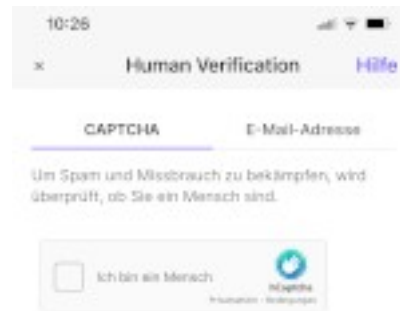 10:26
× Human Verification Hilfe
CAPTCHA E-Mail-Adresse
Um Spam und Missbrauch zu bekämpfen, wird
überprüft, ob Sie ein Mensch sind.
Ich bin ein Mensch
hCaptcha